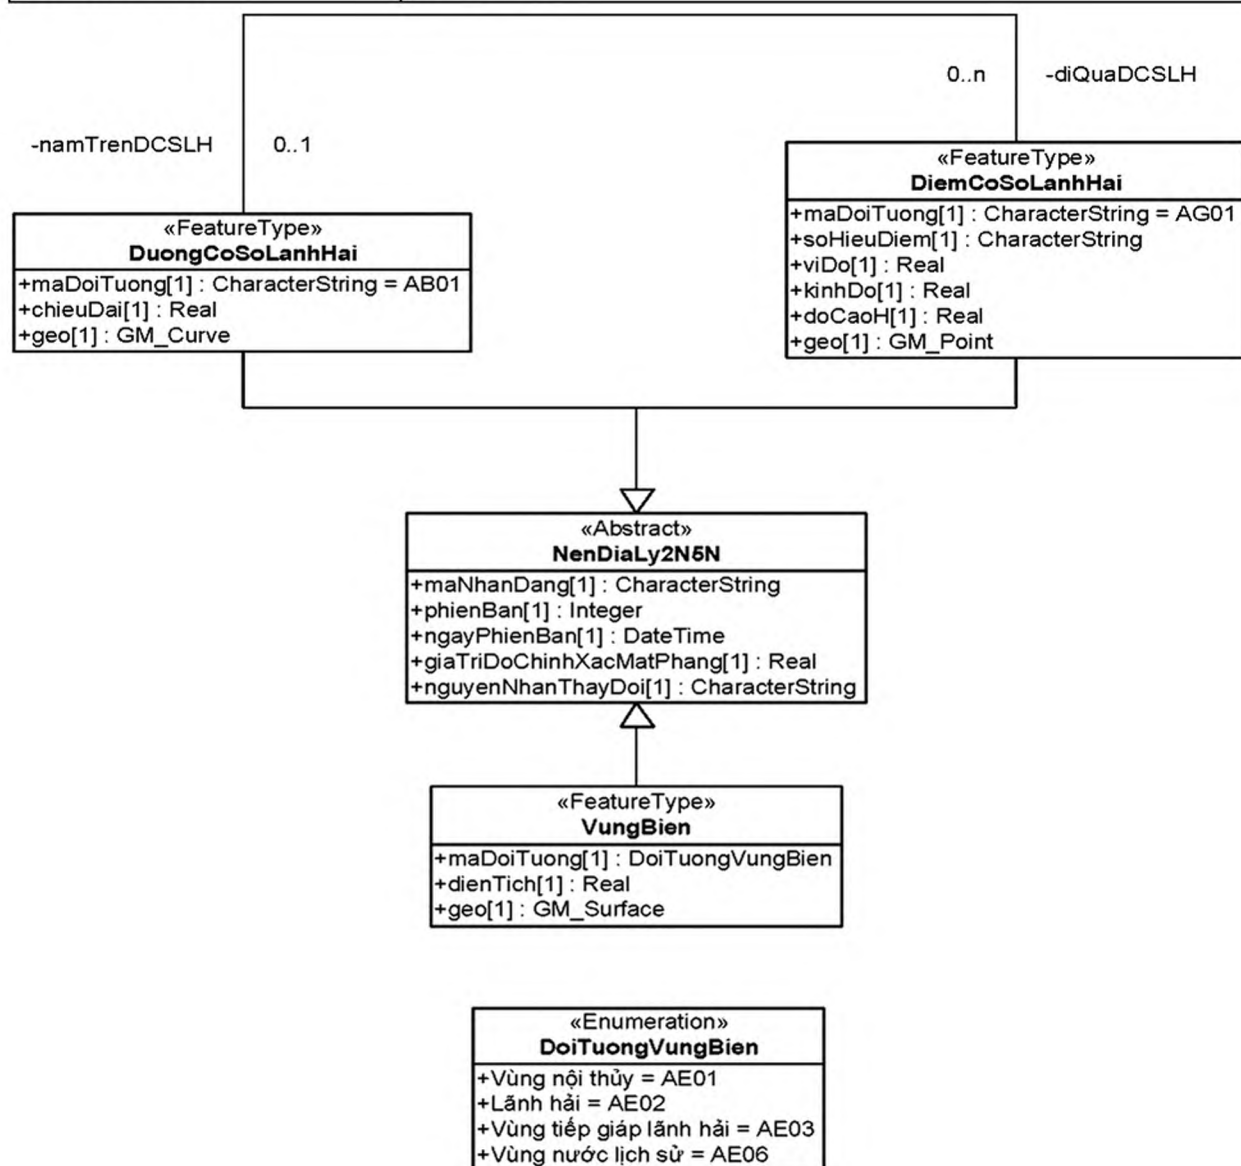 0..n
-diQuaDCSLH
-namTrenDCSLH
0..1
«FeatureType»
DuongCoSoLanhHai
+maDoiTuong[1] : CharacterString = AB01
+chieuDai[1] : Real
+geo[1] : GM_Curve
«FeatureType»
DiemCoSoLanhHai
+maDoiTuong[1] : CharacterString = AG01
+soHieuDiem[1] : CharacterString
+viDo[1] : Real
+kinhDo[1] : Real
+doCaoH[1] : Real
+geo[1] : GM_Point
«Abstract»
NenDiaLy2N5N
+maNhanDang[1] : CharacterString
+phienBan[1] : Integer
+ngayPhienBan[1] : DateTime
+giaTriDoChinhXacMatPhang[1] : Real
+nguyenNhanThayDoi[1] : CharacterString
«FeatureType»
VungBien
+maDoiTuong[1] : DoiTuongVungBien
+dienTich[1] : Real
+geo[1] : GM_Surface
«Enumeration»
DoiTuongVungBien
+Vùng nội thủy = AE01
+Lãnh hải = AE02
+Vùng tiếp giáp lãnh hải = AE03
+Vùng nước lịch sử = AE06